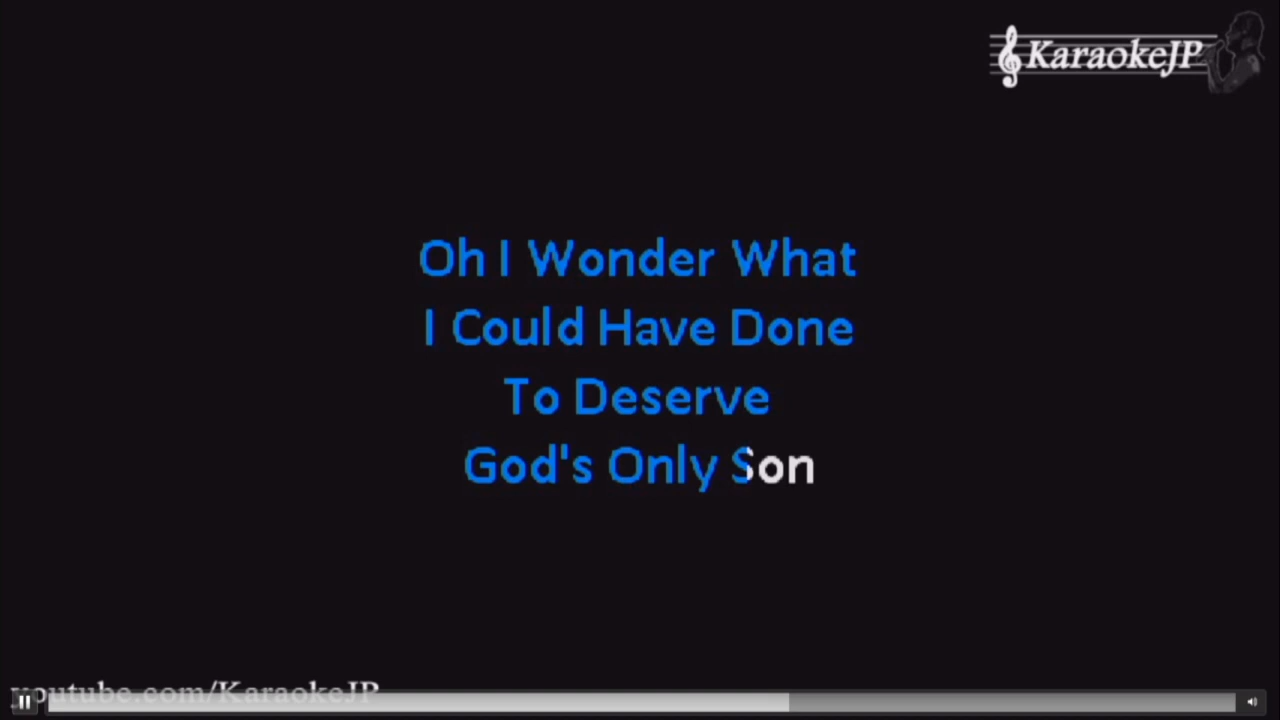 KaraokeJP
Oh I Wonder What
I Could Have Done
To Deserve
God's Only Son
youtube.com/KaraokeJP